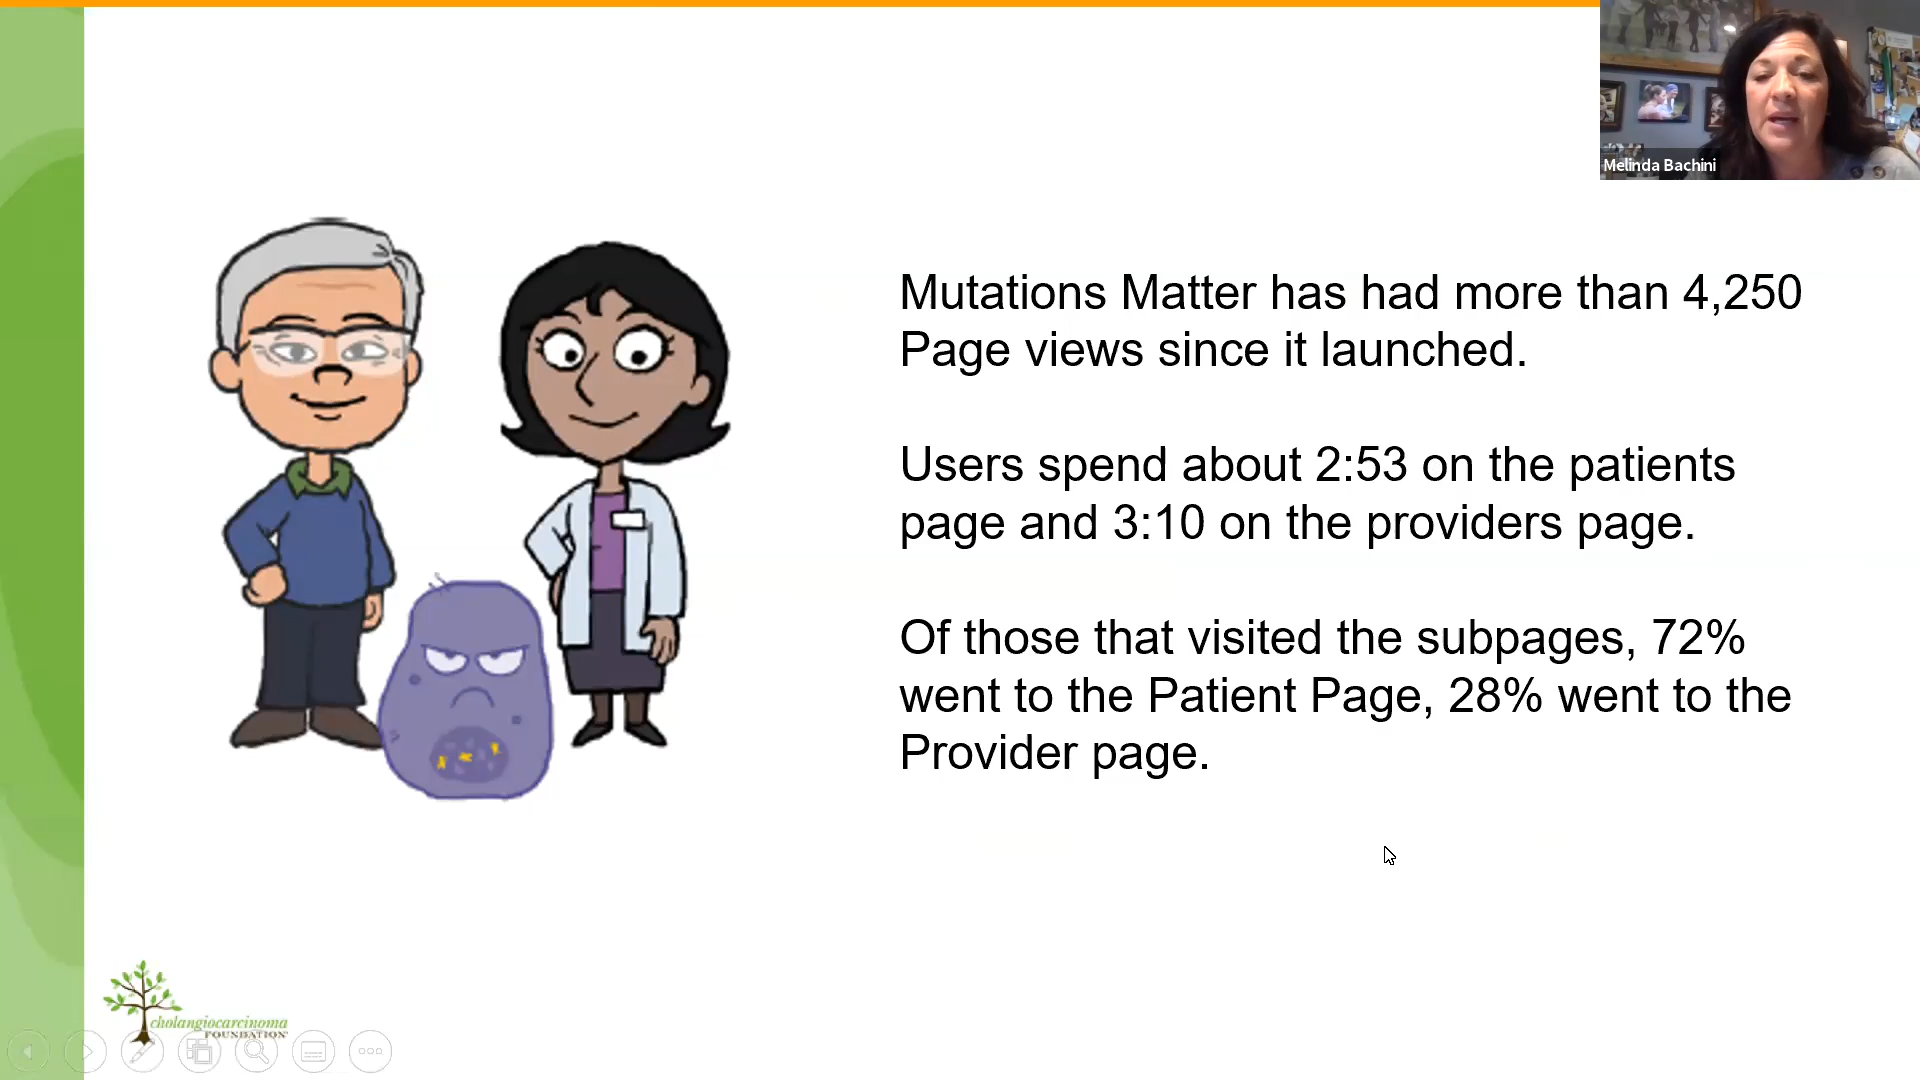 Melinda Bachini
Mutations Matter has had more than 4,250
Page views since it launched.
Users spend about 2:53 on the patients
page and 3:10 on the providers page.
Of those that visited the subpages, 72%
went to the Patient Page, 28% went to the
Provider page.
cholangiocarcinoma
FOUNDATION